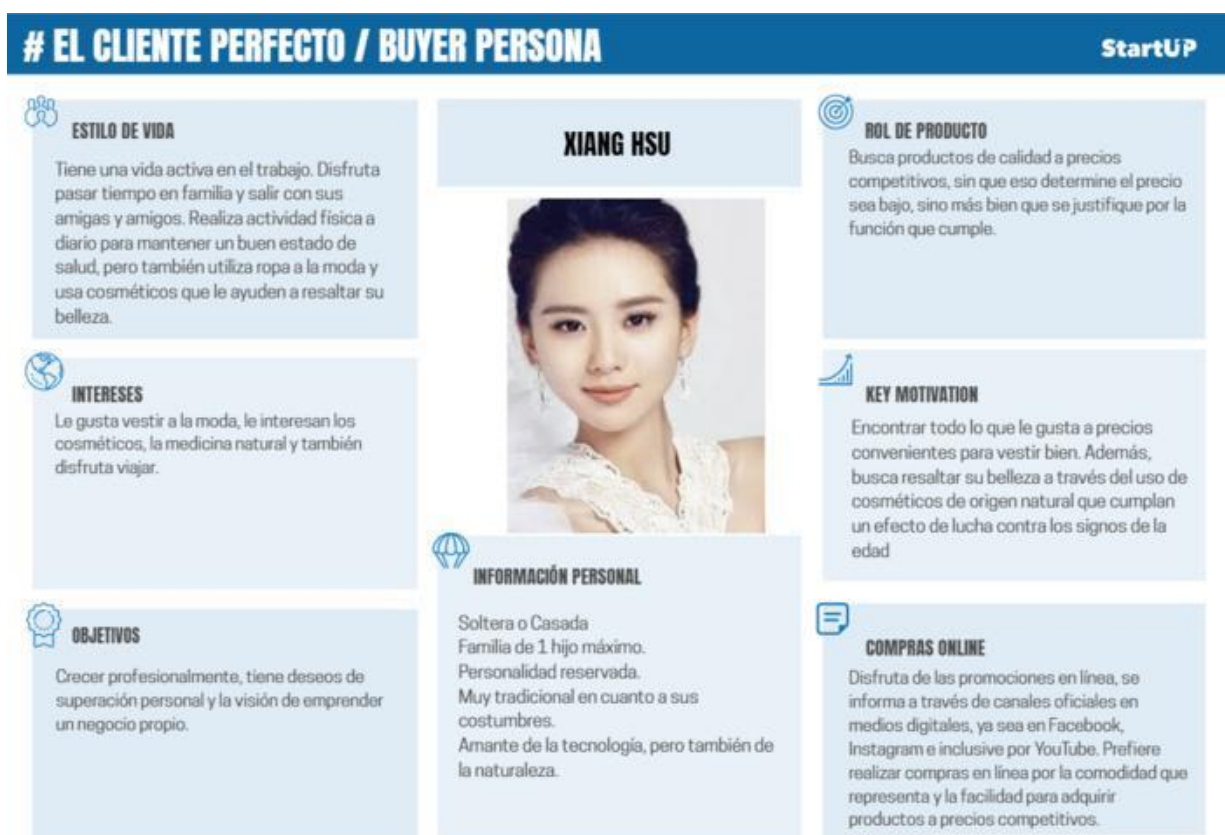 # EL CLIENTE PERFECTO / BUYER PERSONA
StartUP
ESTILO DE VIDA
Tiene una vida activa en el trabajo. Disfruta
pasar tiempo en familia y salir con sus
amigas y amigos. Realiza actividad física a
diario para mantener un buen estado de
salud, pero también utiliza ropa a la moda y
usa cosméticos que le ayuden a resaltar su
belleza.
INTERESES
Le gusta vestir a la moda, le interesan los
cosméticos, la medicina natural y también
disfruta viajar.
OBJETIVOS
Crecer profesionalmente, tiene deseos de
superación personal y la visión de emprender
un negocio propio.
XIANG HSU
INFORMACIÓN PERSONAL
Soltera o Casada
Familia de 1 hijo máximo.
Personalidad reservada.
Muy tradicional en cuanto a sus
costumbres.
Amante de la tecnología, pero también de
la naturaleza.
ROL DE PRODUCTO
Busca productos de calidad a precios
competitivos, sin que eso determine el precio
sea bajo, sino más bien que se justifique por la
función que cumple.
KEY MOTIVATION
Encontrar todo lo que le gusta a precios
convenientes para vestir bien. Además,
busca resaltar su belleza a través del uso de
cosméticos de origen natural que cumplan
un efecto de lucha contra los signos de la
edad
COMPRAS ONLINE
Disfruta de las promociones en línea, se
informa a través de canales oficiales en
medios digitales, ya sea en Facebook,
Instagram e inclusive por YouTube. Prefiere
realizar compras en línea por la comodidad que
representa y la facilidad para adquirir
productos a precios competitivos.